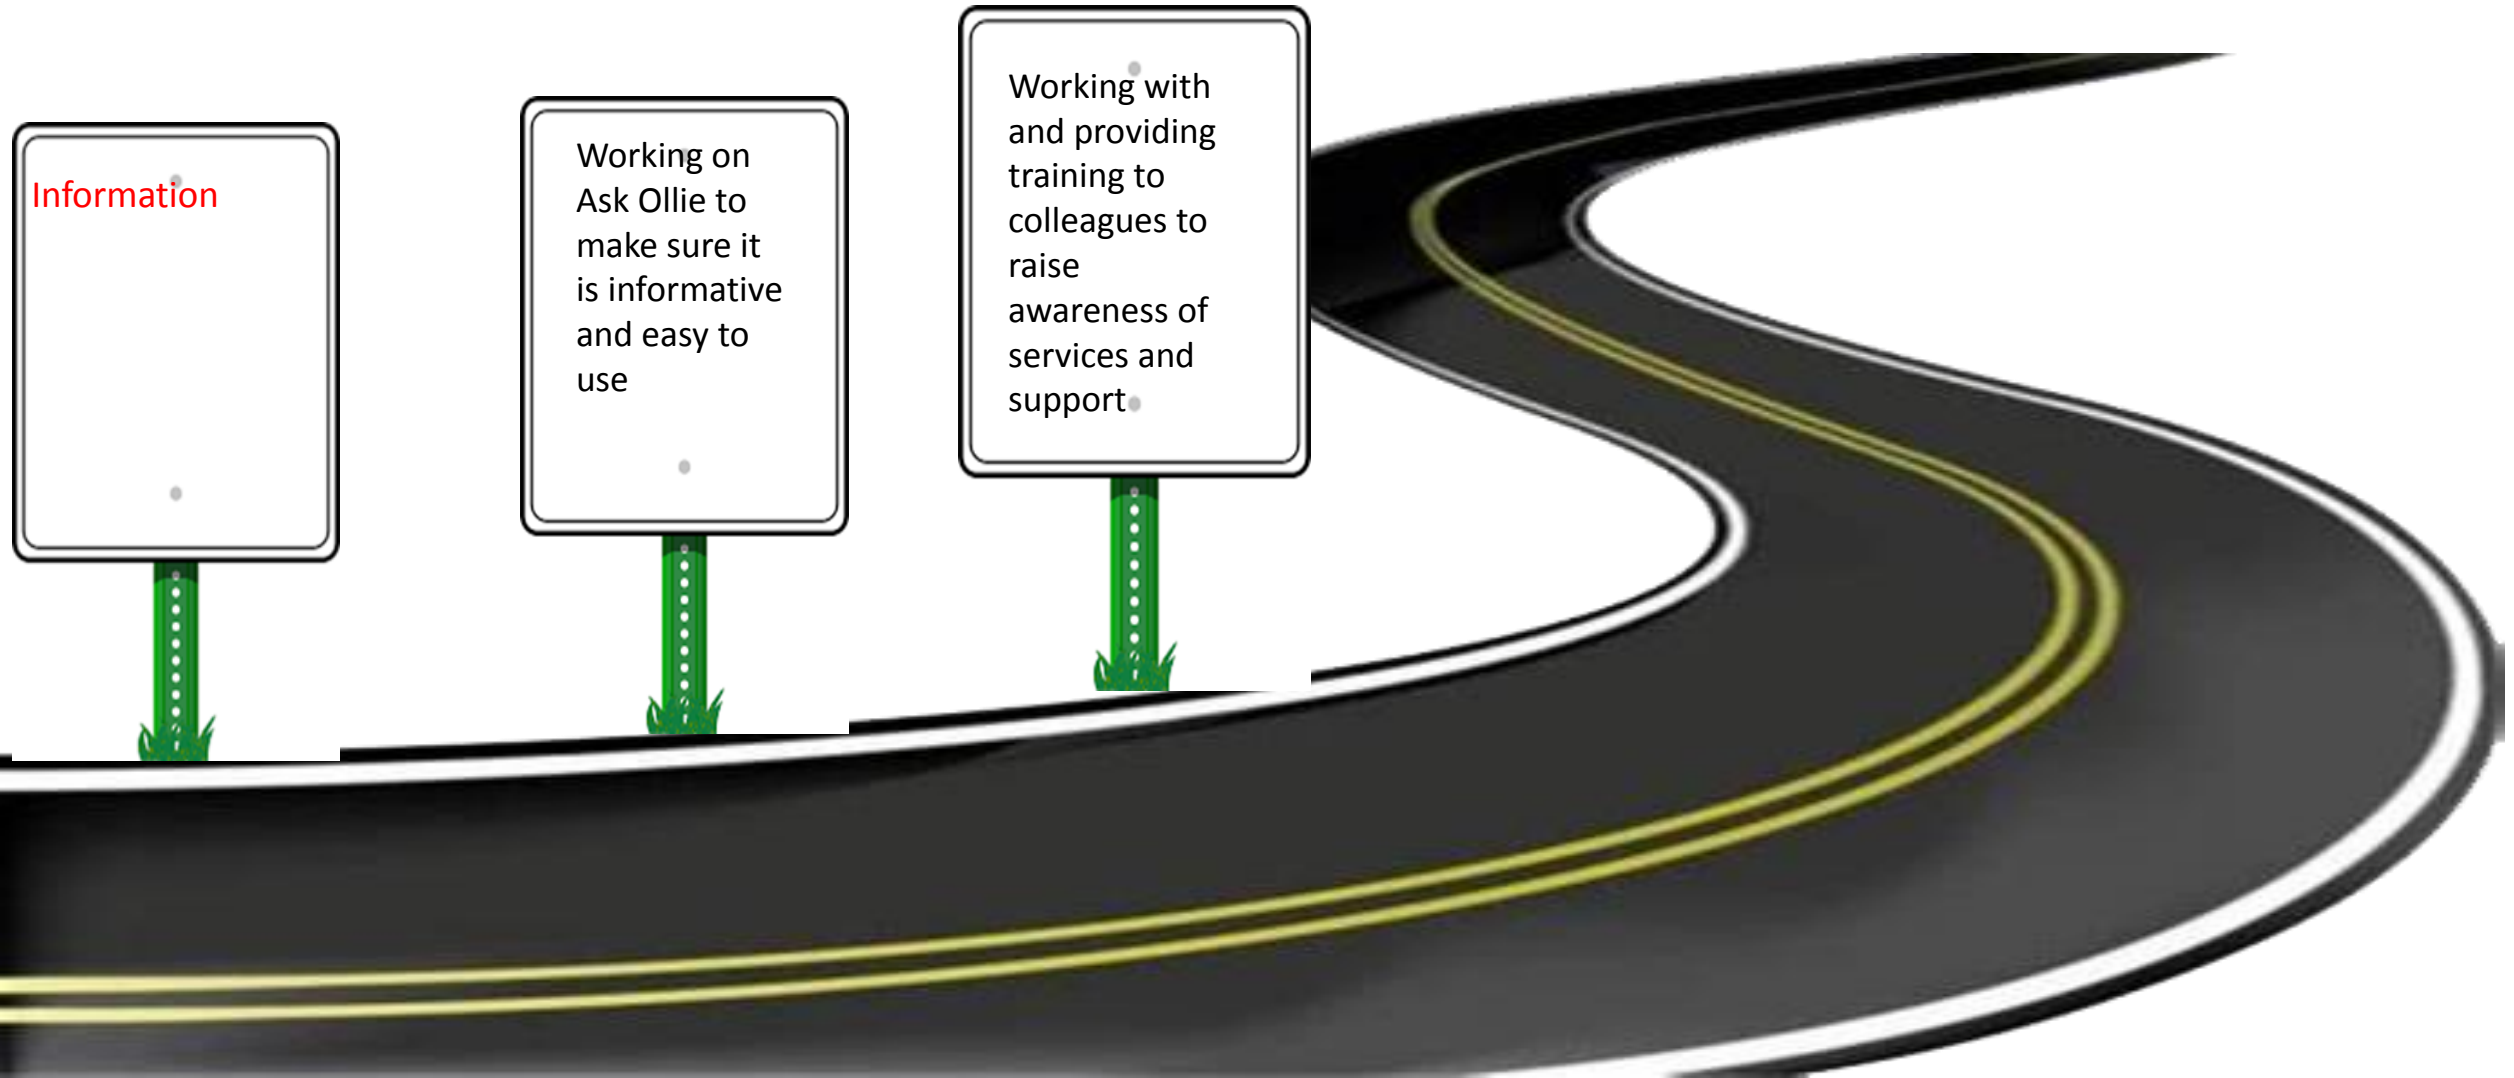 Information
Working on
Ask Ollie to
make sure it
is informative
and easy to
use
Working with
and providing
training to
colleagues to
raise
awareness of
services and
support